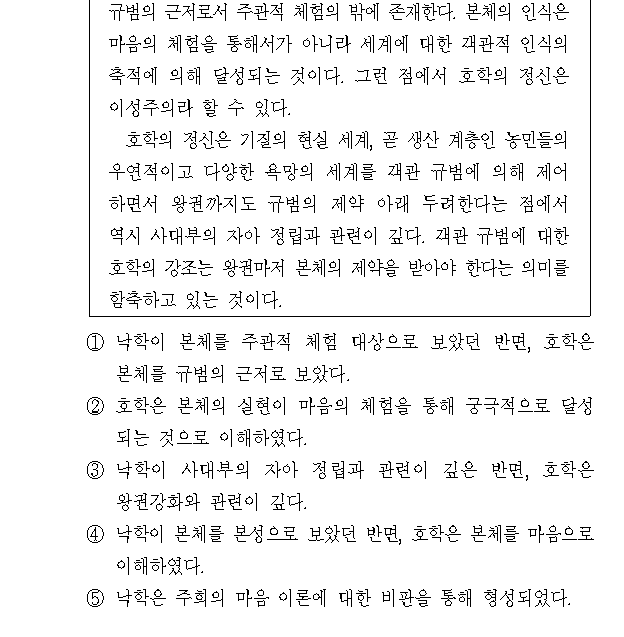 규범의 근저로서 주관적 체험의 밖에 존재한다. 본체의 인식은
마음의 체험을 통해서가 아니라 세계에 대한 객관적 인식의
축적에 의해 달성되는 것이다. 그런 점에서 호학의 정신은
이성주의라 할 수 있다.
호학의 정신은 기질의 현실 세계, 곧 생산 계층인 농민들의
우연적이고 다양한 욕망의 세계를 객관 규범에 의해 제어
하면서 왕권까지도 규범의 제약 아래 두려한다는 점에서
역시 사대부의 자아 정립과 관련이 깊다. 객관 규범에 대한
호학의 강조는 왕권마저 본체의 제약을 받아야 한다는 의미를
함축하고 있는 것이다.
① 낙학이 본체를 주관적 체험 대상으로 보았던 반면, 호학은
본체를 규범의 근저로 보았다.
② 호학은 본체의 실현이 마음의 체험을 통해 궁극적으로 달성
되는 것으로 이해하였다.
③ 낙학이 사대부의 자아 정립과 관련이 깊은 반면, 호학은
왕권강화와 관련이 깊다.
④ 낙학이 본체를 본성으로 보았던 반면, 호학은 본체를 마음으로
이해하였다.
⑤ 낙학은 주희의 마음 이론에 대한 비판을 통해 형성되었다.